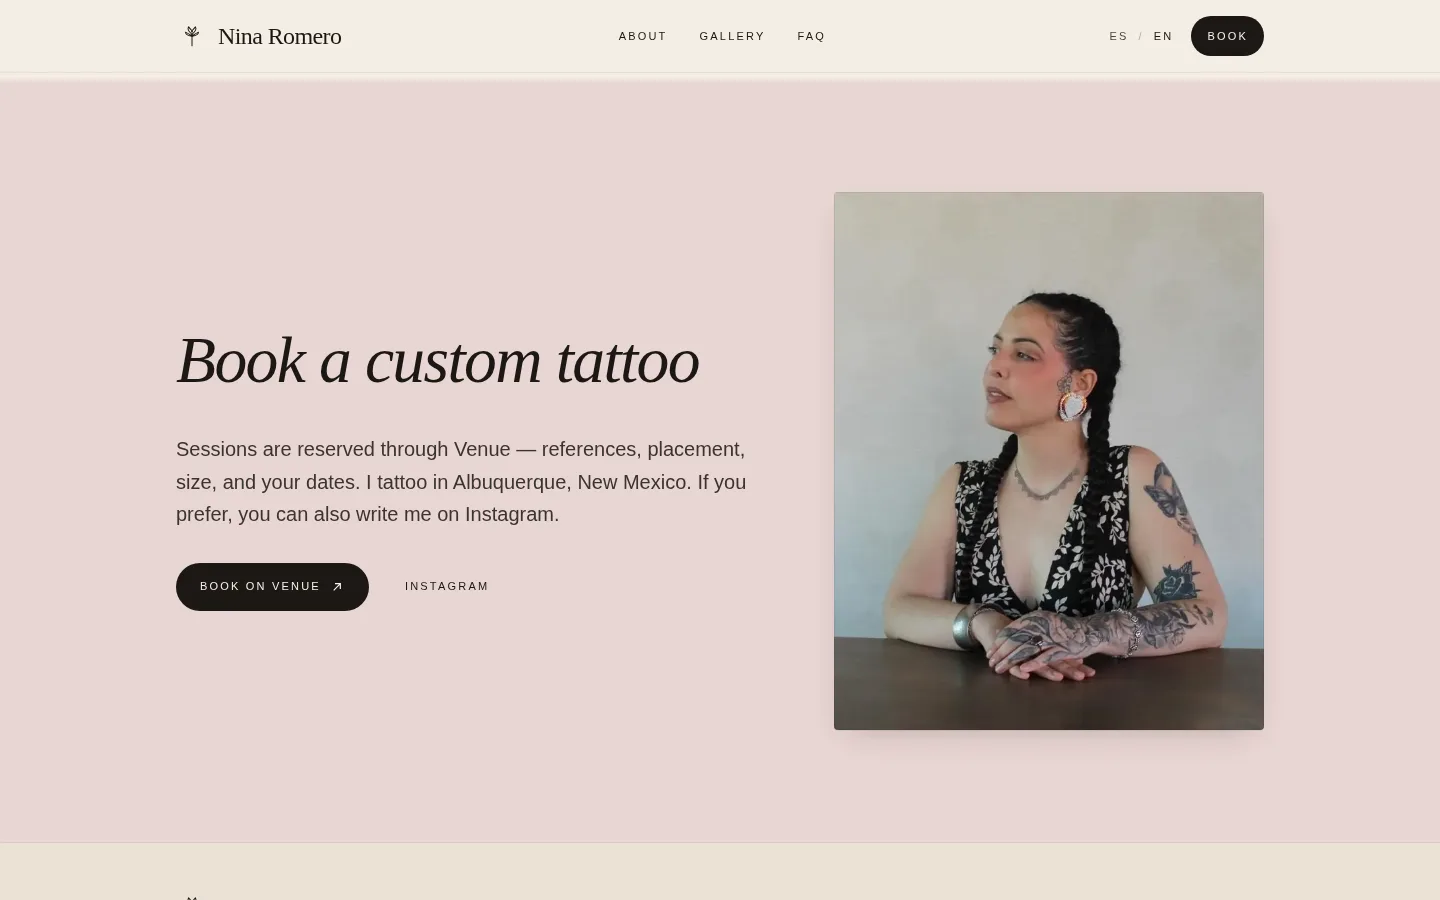 Nina Romero
ABOUT
GALLERY
FAQ
ES / EN
BOOK
Book a custom tattoo
Sessions are reserved through Venue — references, placement,
size, and your dates. I tattoo in Albuquerque, New Mexico. If you
prefer, you can also write me on Instagram.
BOOK ON VENUE
INSTAGRAM